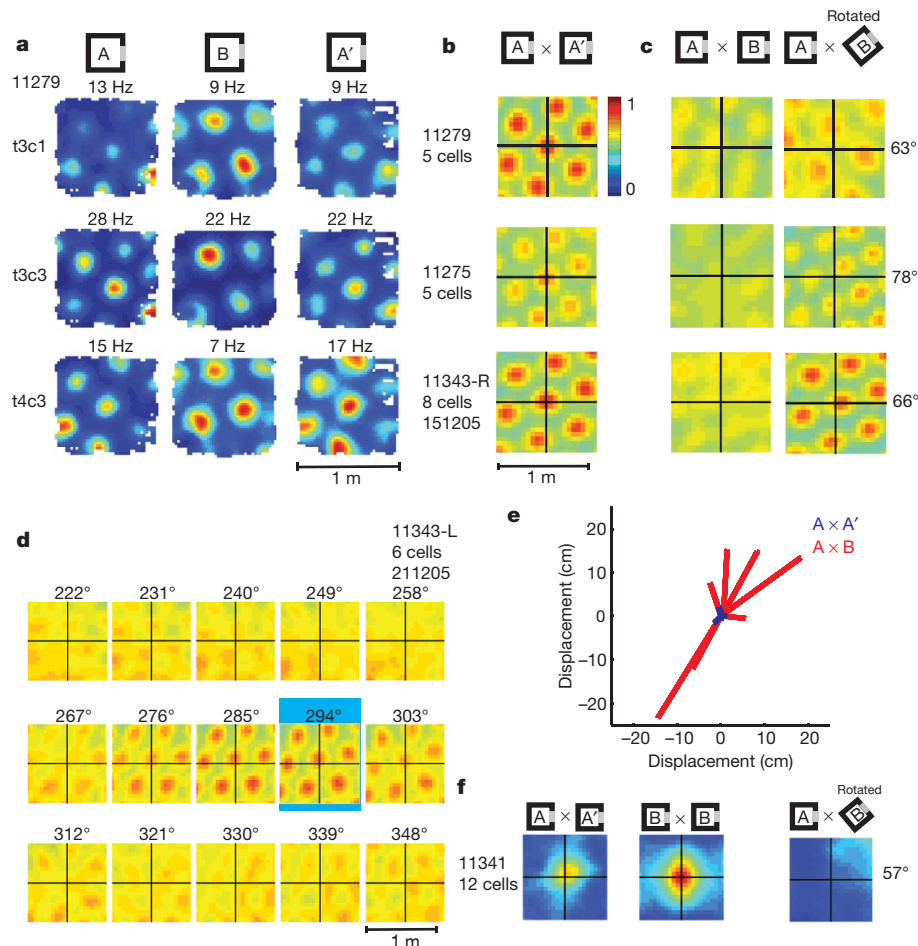 a
A
B
A′
11279
13 Hz
9 Hz
9 Hz
t3c1
28 Hz
22 Hz
22 Hz
t3c3
15 Hz
7 Hz
17 Hz
t4c3
1 m
b
A × A′
11279
5 cells
1
0
11275
5 cells
11343-R
8 cells
151205
1 m
c
Rotated
A × B
A × B
63°
78°
66°
d
11343-L
6 cells
211205
222° 231° 240° 249° 258°
267° 276° 285° 294° 303°
312° 321° 330° 339° 348°
1 m
e
A × A′
A × B
Displacement (cm)
20
10
0
−10
−20
−20 −10 0 10 20
Displacement (cm)
f
Rotated
A × A′
B × B
A × B
11341
12 cells
57°